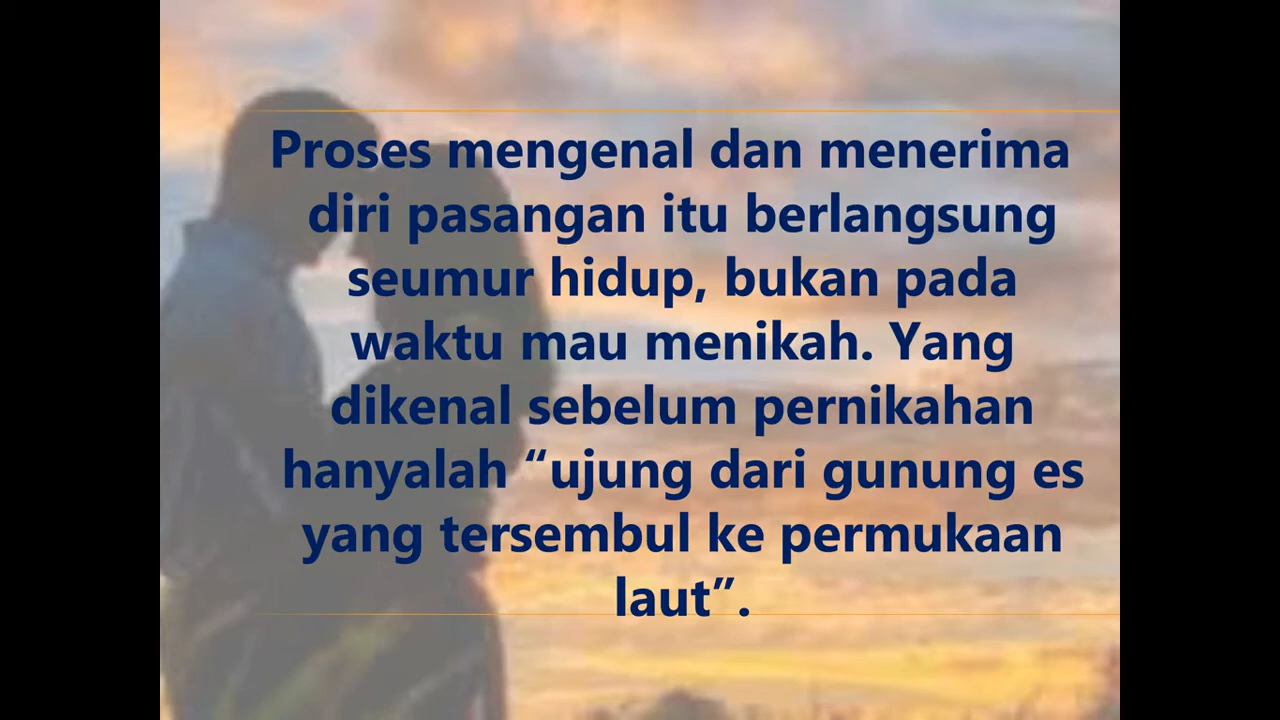 Proses mengenal dan menerima
diri pasangan itu berlangsung
seumur hidup, bukan pada
waktu mau menikah. Yang
dikenal sebelum pernikahan
hanyalah “ujung dari gunung es
yang tersembul ke permukaan
laut”.